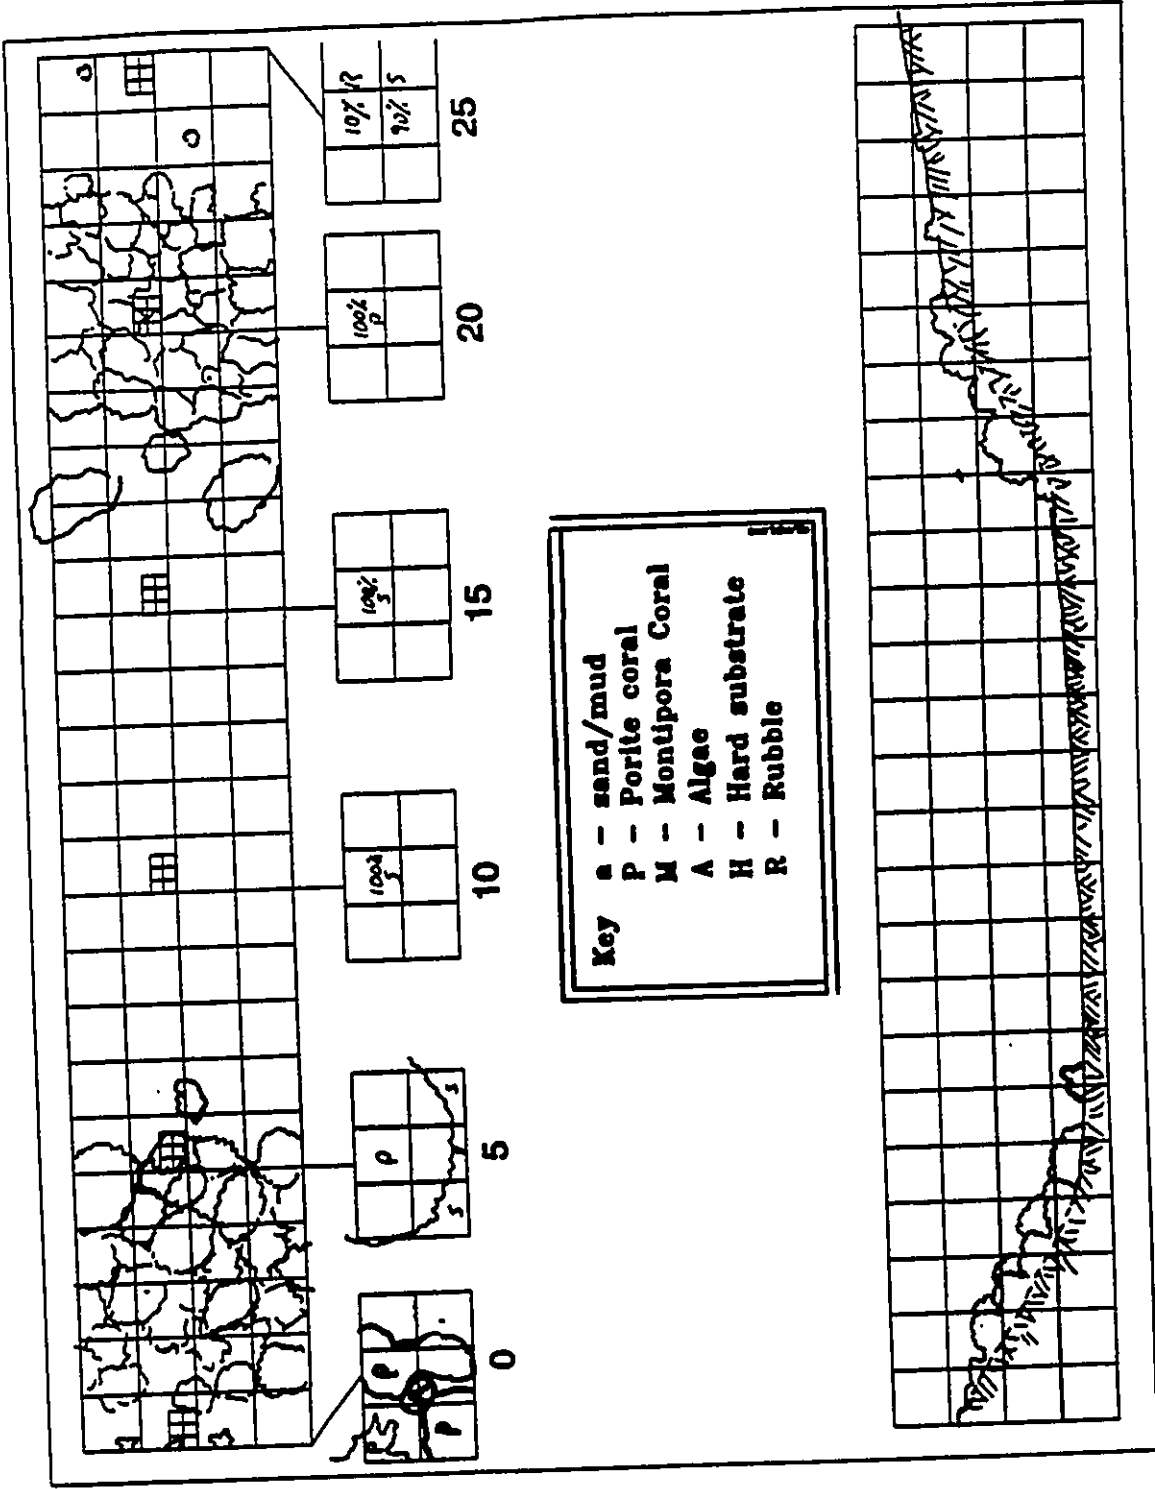 P
P
P
0
P
S
S
5
100%
S
10
100%
S
15
100%
P
20
10% R
90% S
25
Key a - sand/mud
P - Porite coral
M - Montipora Coral
A - Algae
H - Hard substrate
R - Rubble